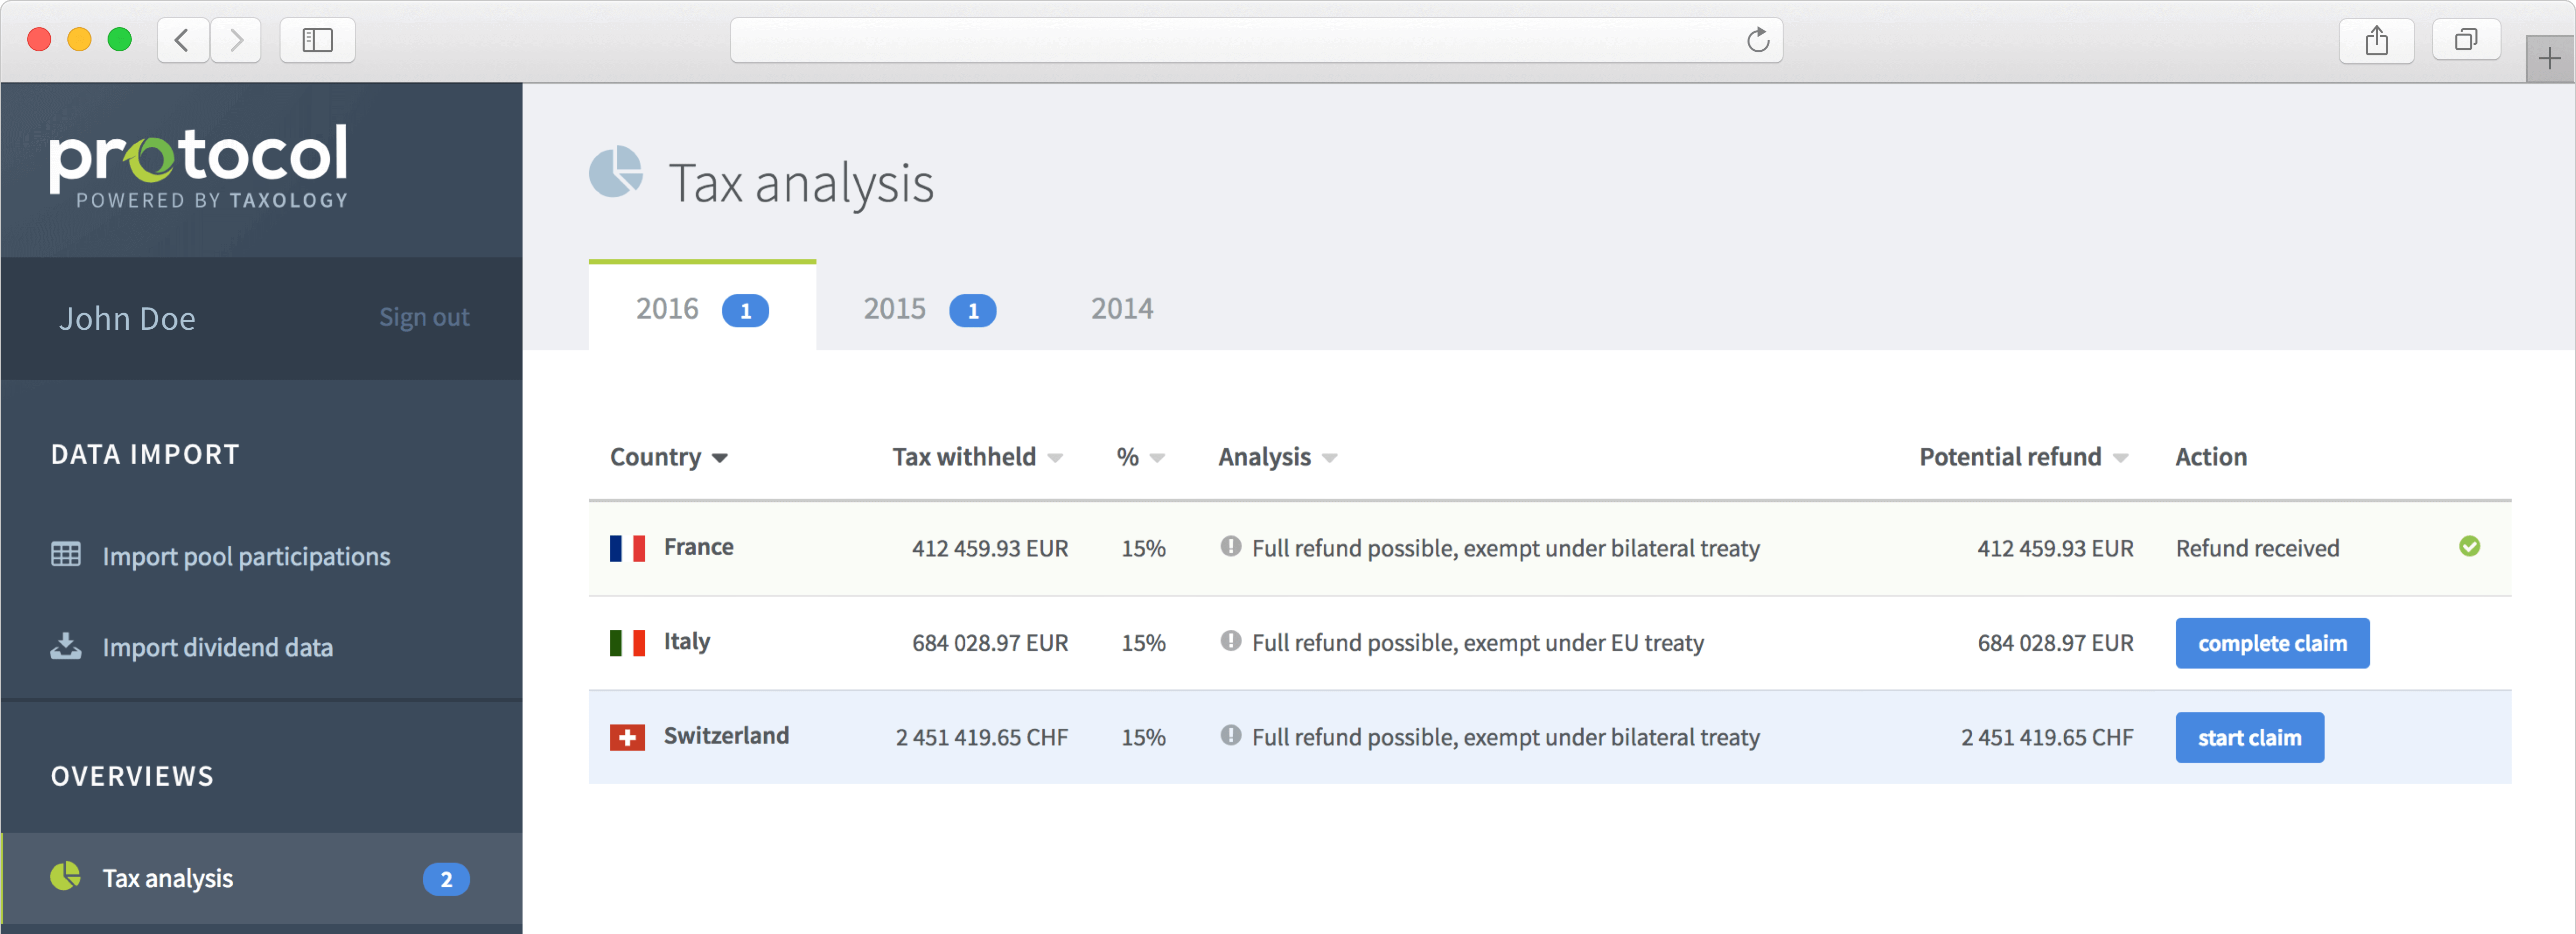 protocol
POWERED BY TAXOLOGY
John Doe Sign out
DATA IMPORT
Import pool participations
Import dividend data
OVERVIEWS
Tax analysis 2
Tax analysis
2016 1 2015 1 2014
Country Tax withheld % Analysis Potential refund Action
France 412 459.93 EUR 15% Full refund possible, exempt under bilateral treaty 412 459.93 EUR Refund received
Italy 684 028.97 EUR 15% Full refund possible, exempt under EU treaty 684 028.97 EUR complete claim
Switzerland 2 451 419.65 CHF 15% Full refund possible, exempt under bilateral treaty 2 451 419.65 CHF start claim